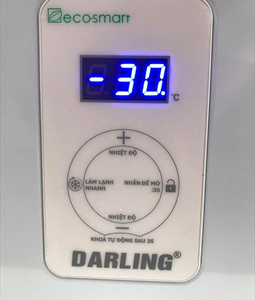 ecosmart
-30.
°C
+
NHIỆT ĐỘ
LÀM LẠNH
NHANH
NHẤN ĐỂ MỞ
3S
NHIỆT ĐỘ
−
KHOÁ TỰ ĐỘNG SAU 3S
DARLING®